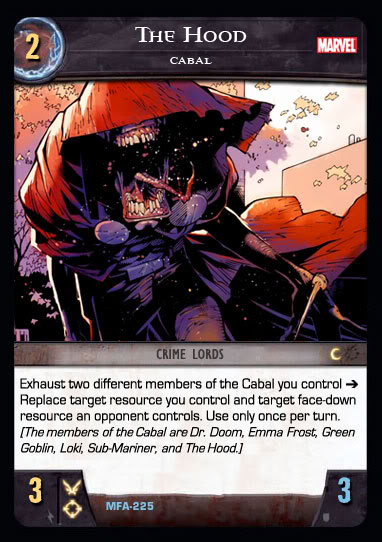 2
The Hood
MARVEL
CABAL
CRIME LORDS
C
Exhaust two different members of the Cabal you control ➔
Replace target resource you control and target face-down
resource an opponent controls. Use only once per turn.
[The members of the Cabal are Dr. Doom, Emma Frost, Green
Goblin, Loki, Sub-Mariner, and The Hood.]
3
MFA-225
3